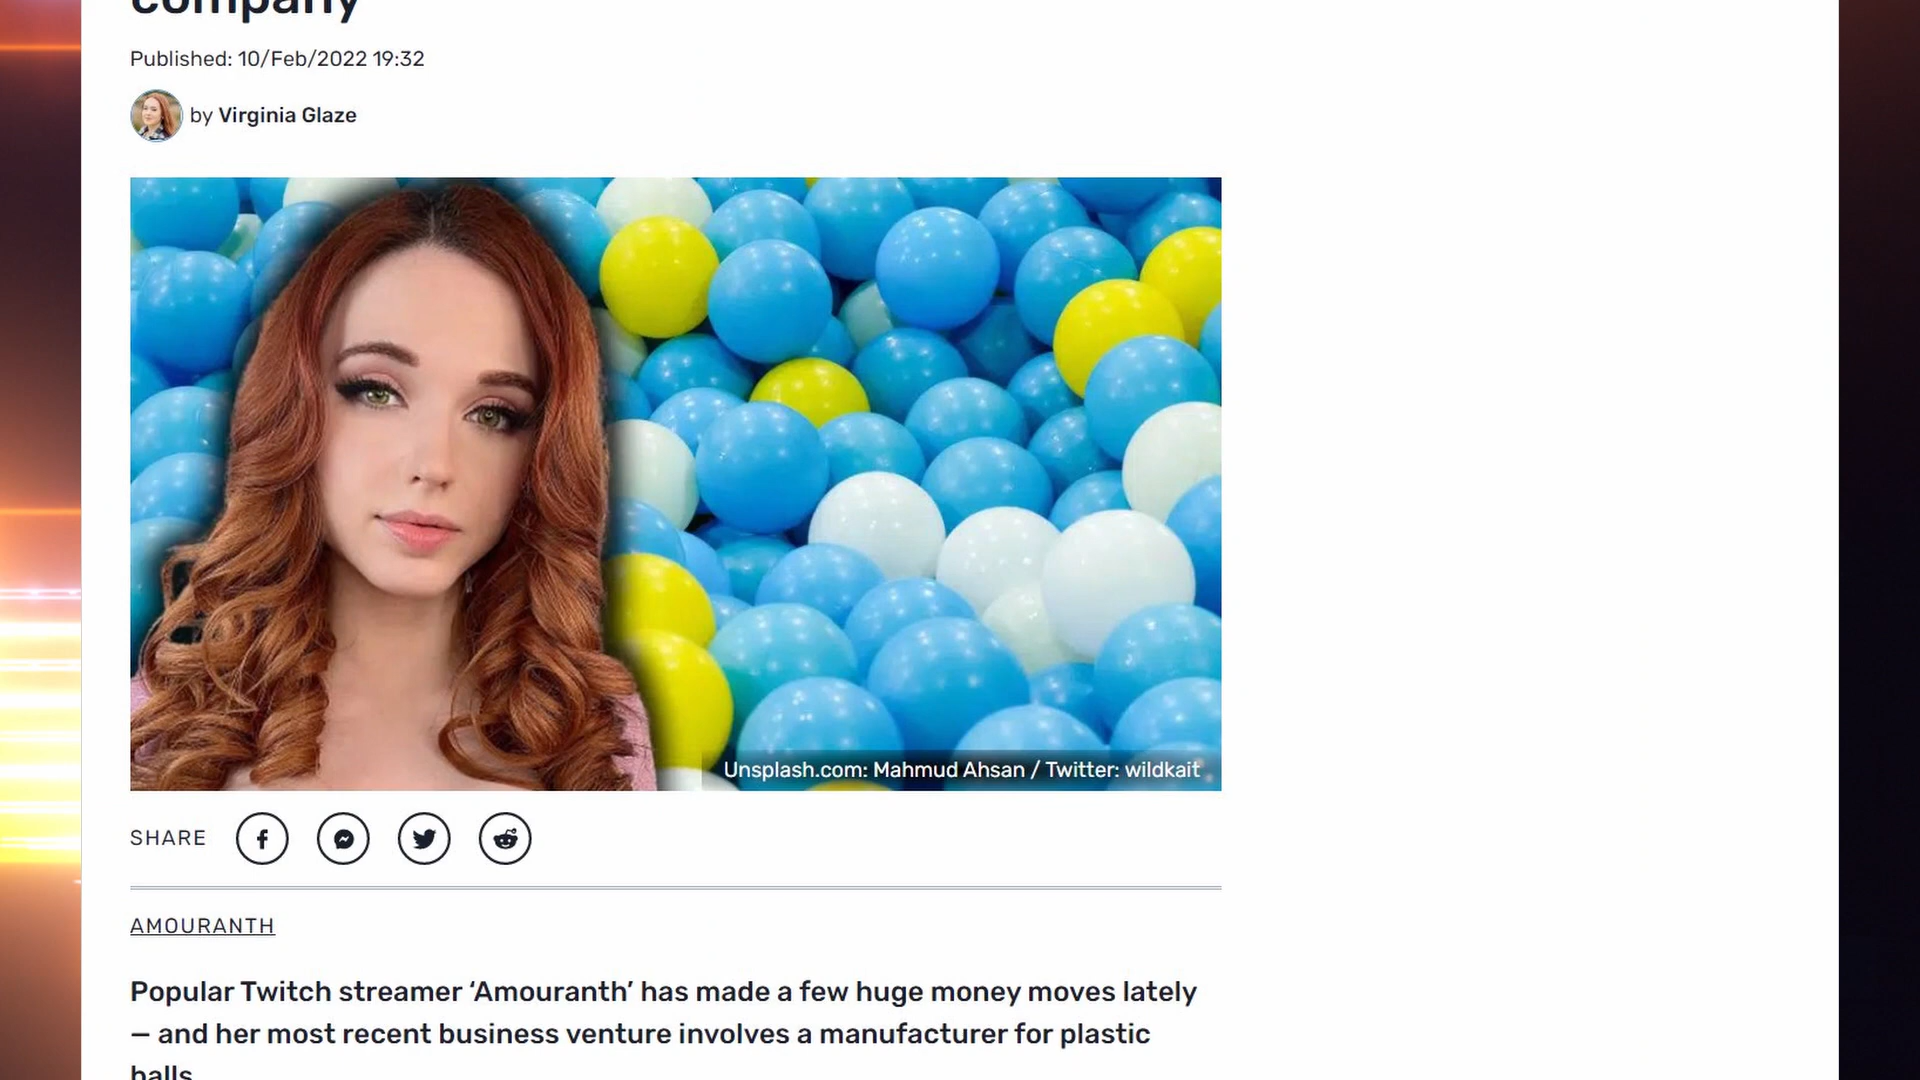 company
Published: 10/Feb/2022 19:32
by Virginia Glaze
Unsplash.com: Mahmud Ahsan / Twitter: wildkait
SHARE
AMOURANTH
Popular Twitch streamer ‘Amouranth’ has made a few huge money moves lately
– and her most recent business venture involves a manufacturer for plastic
balls.